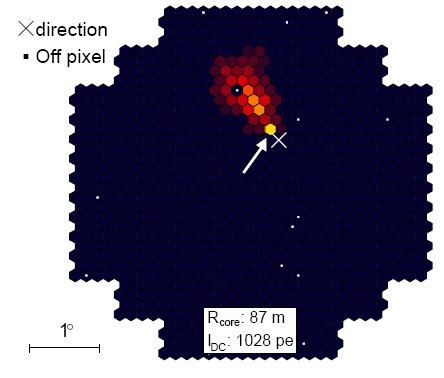 direction
Off pixel
1°
R_core: 87 m
I_DC: 1028 pe